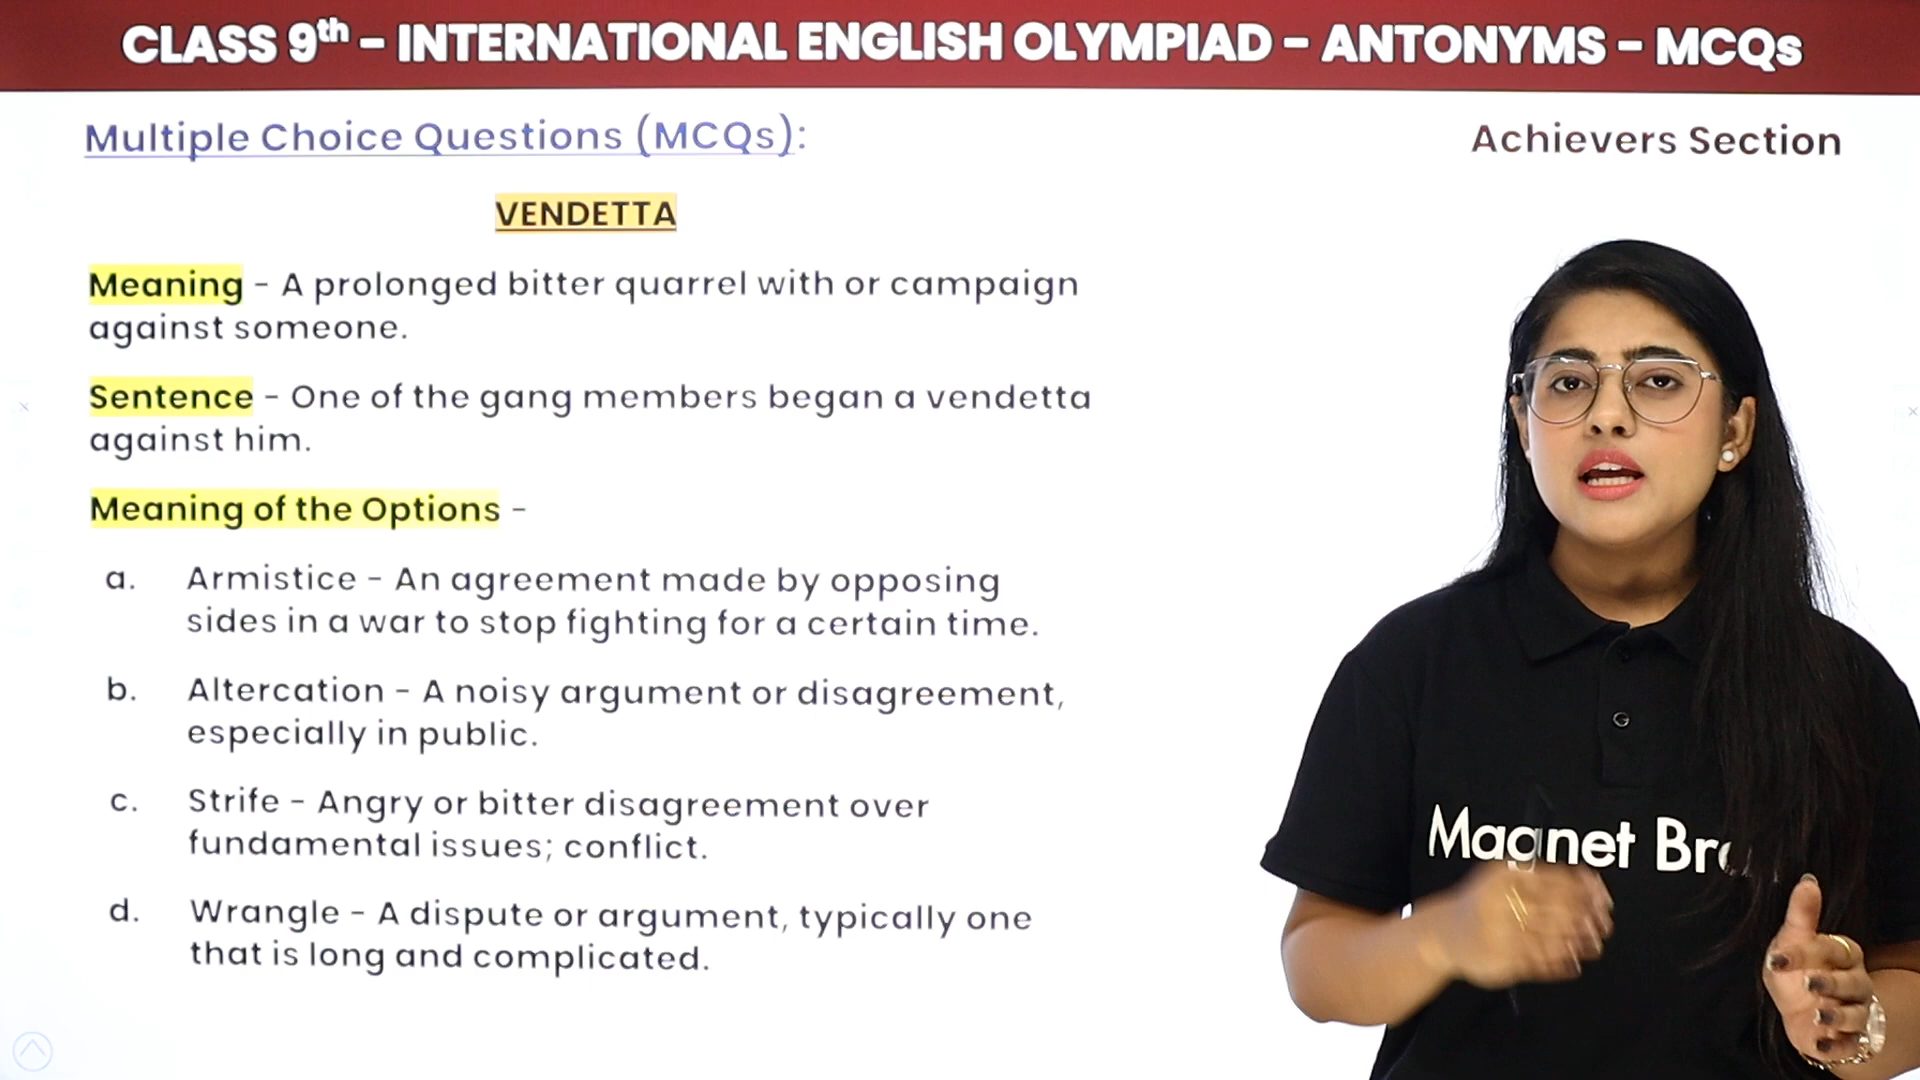 CLASS 9th - INTERNATIONAL ENGLISH OLYMPIAD - ANTONYMS - MCQs
Multiple Choice Questions (MCQs):
Achievers Section
VENDETTA
Meaning - A prolonged bitter quarrel with or campaign
against someone.
Sentence - One of the gang members began a vendetta
against him.
Meaning of the Options -
a. Armistice - An agreement made by opposing
sides in a war to stop fighting for a certain time.
b. Altercation - A noisy argument or disagreement,
especially in public.
c. Strife - Angry or bitter disagreement over
fundamental issues; conflict.
d. Wrangle - A dispute or argument, typically one
that is long and complicated.
Magnet Br